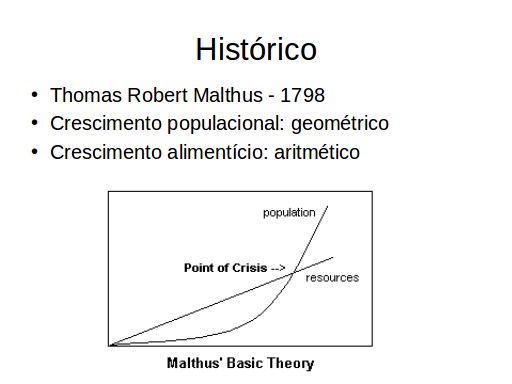 Histórico
• Thomas Robert Malthus - 1798
• Crescimento populacional: geométrico
• Crescimento alimentício: aritmético
population
Point of Crisis -->
resources
Malthus' Basic Theory